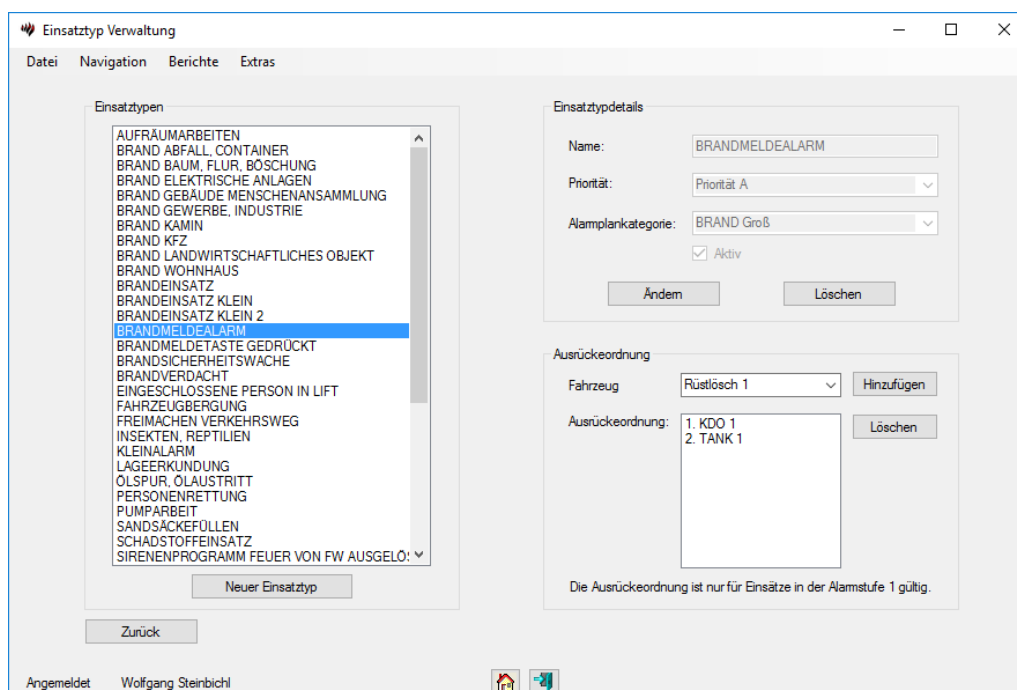 Einsatztyp Verwaltung
Datei Navigation Berichte Extras
Einsatztypen
AUFRÄUMARBEITEN
BRAND ABFALL, CONTAINER
BRAND BAUM, FLUR, BÖSCHUNG
BRAND ELEKTRISCHE ANLAGEN
BRAND GEBÄUDE MENSCHENANSAMMLUNG
BRAND GEWERBE, INDUSTRIE
BRAND KAMIN
BRAND KFZ
BRAND LANDWIRTSCHAFTLICHES OBJEKT
BRAND WOHNHAUS
BRANDEINSATZ
BRANDEINSATZ KLEIN
BRANDEINSATZ KLEIN 2
BRANDMELDEALARM
BRANDMELDETASTE GEDRÜCKT
BRANDSICHERHEITSWACHE
BRANDVERDACHT
EINGESCHLOSSENE PERSON IN LIFT
FAHRZEUGBERGUNG
FREIMACHEN VERKEHRSWEG
INSEKTEN, REPTILIEN
KLEINALARM
LAGEERKUNDUNG
ÖLSPUR, ÖLAUSTRITT
PERSONENRETTUNG
PUMPARBEIT
SANDSÄCKEFÜLLEN
SCHADSTOFFEINSATZ
SIRENENPROGRAMM FEUER VON FW AUSGELÖ
Neuer Einsatztyp
Zurück
Einsatztypdetails
Name: BRANDMELDEALARM
Priorität: Priorität A
Alarmplankategorie: BRAND Groß
Aktiv
Ändern Löschen
Ausrückeordnung
Fahrzeug Rüstlösch 1 Hinzufügen
Ausrückeordnung: 1. KDO 1 Löschen
2. TANK 1
Die Ausrückeordnung ist nur für Einsätze in der Alarmstufe 1 gültig.
Angemeldet Wolfgang Steinbichl